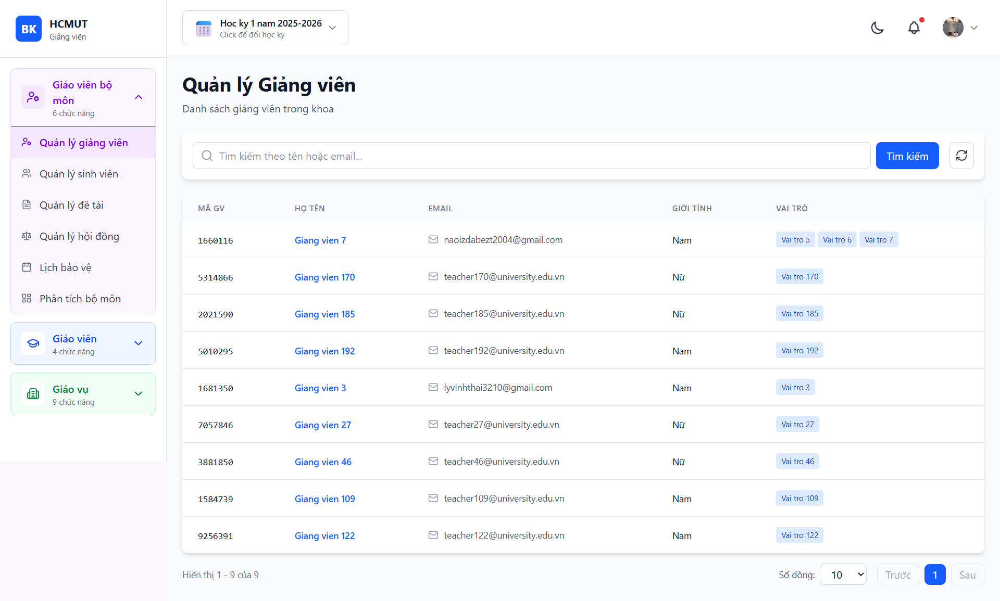 BK
HCMUT
Giảng viên
Giáo viên bộ
môn
6 chức năng
Quản lý giảng viên
Quản lý sinh viên
Quản lý đề tài
Quản lý hội đồng
Lịch bảo vệ
Phân tích bộ môn
Giáo viên
4 chức năng
Giáo vụ
9 chức năng
Hoc ky 1 nam 2025-2026
Click để đổi học kỳ
Quản lý Giảng viên
Danh sách giảng viên trong khoa
Tìm kiếm theo tên hoặc email...
Tìm kiếm
MÃ GV HỌ TÊN EMAIL GIỚI TÍNH VAI TRÒ
1660116 Giang vien 7 naoizdabezt2004@gmail.com Nam Vai tro 5 Vai tro 6 Vai tro 7
5314866 Giang vien 170 teacher170@university.edu.vn Nữ Vai tro 170
2021590 Giang vien 185 teacher185@university.edu.vn Nữ Vai tro 185
5010295 Giang vien 192 teacher192@university.edu.vn Nam Vai tro 192
1681350 Giang vien 3 lyvinhthai3210@gmail.com Nam Vai tro 3
7057846 Giang vien 27 teacher27@university.edu.vn Nữ Vai tro 27
3881850 Giang vien 46 teacher46@university.edu.vn Nữ Vai tro 46
1584739 Giang vien 109 teacher109@university.edu.vn Nam Vai tro 109
9256391 Giang vien 122 teacher122@university.edu.vn Nam Vai tro 122
Hiển thị 1 - 9 của 9
Số dòng: 10 Trước 1 Sau